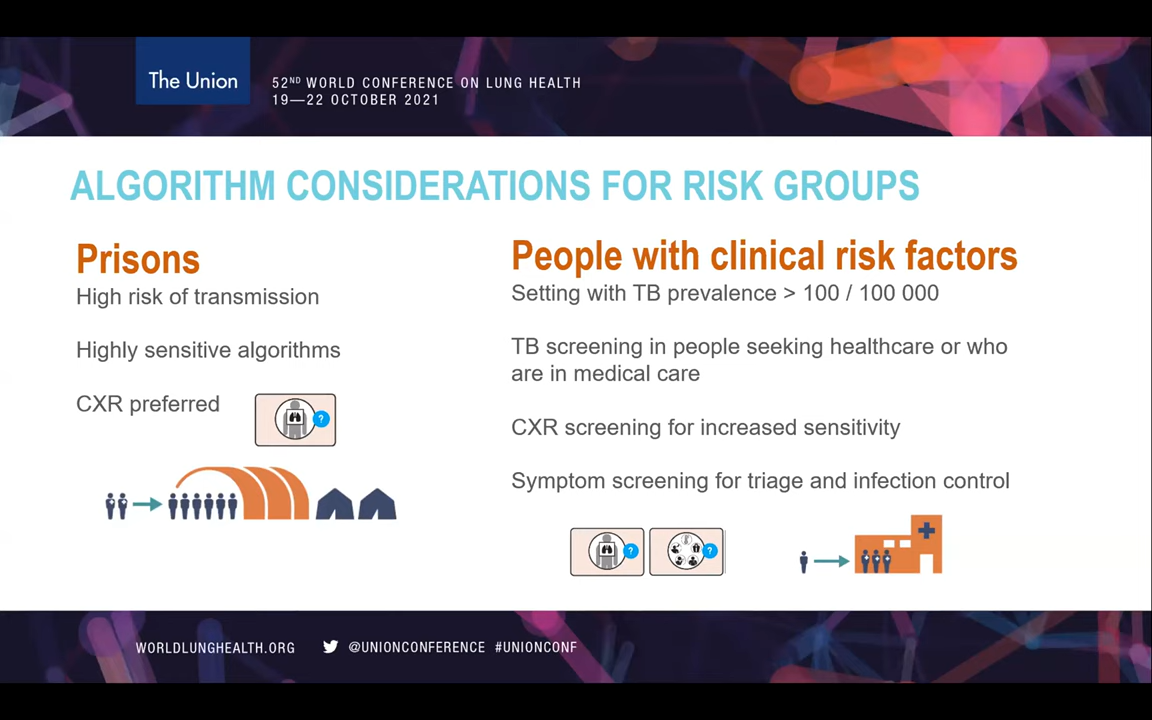 The Union
52ND WORLD CONFERENCE ON LUNG HEALTH
19—22 OCTOBER 2021
ALGORITHM CONSIDERATIONS FOR RISK GROUPS
Prisons
High risk of transmission
Highly sensitive algorithms
CXR preferred
?
People with clinical risk factors
Setting with TB prevalence > 100 / 100 000
TB screening in people seeking healthcare or who
are in medical care
CXR screening for increased sensitivity
Symptom screening for triage and infection control
?
?
WORLDLUNGHEALTH.ORG
@UNIONCONFERENCE #UNIONCONF